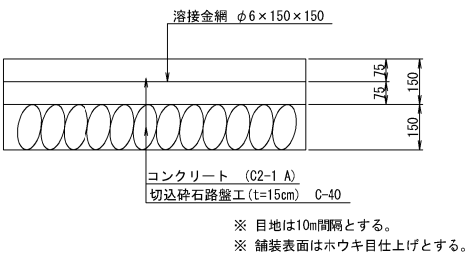 溶接金網 φ6×150×150
75
75
150
150
コンクリート (C2-1 A)
切込砕石路盤工(t=15cm) C-40
※ 目地は10m間隔とする。
※ 舗装表面はホウキ目仕上げとする。